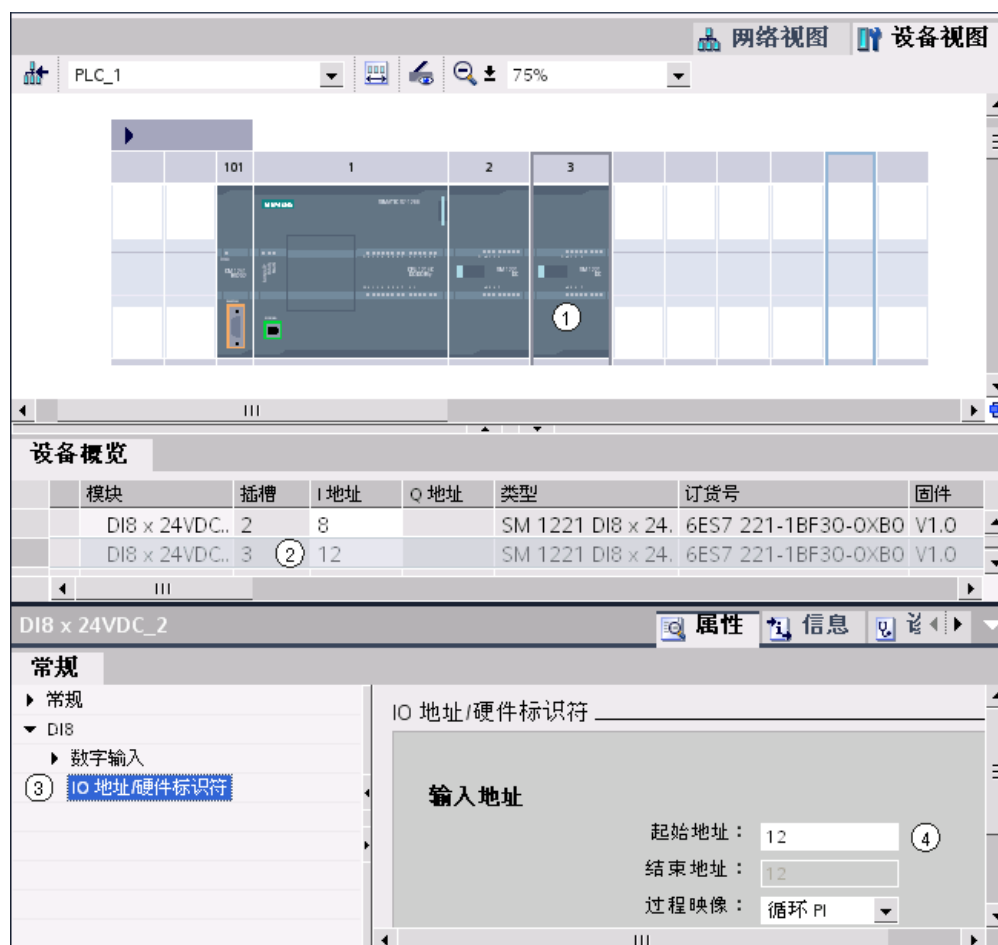 网络视图 设备视图
PLC_1 75%
101 1 2 3
SIEMENS
1
设备概览
模块 插槽 I 地址 Q 地址 类型 订货号 固件
DI8 x 24VDC.. 2 8 SM 1221 DI8 x 24. 6ES7 221-1BF30-0XB0 V1.0
DI8 x 24VDC.. 3 2 12 SM 1221 DI8 x 24. 6ES7 221-1BF30-0XB0 V1.0
DI8 x 24VDC_2 属性 信息
常规
常规
DI8
数字输入
3 IO 地址/硬件标识符
IO 地址/硬件标识符
输入地址
起始地址： 12 4
结束地址： 12
过程映像： 循环 PI